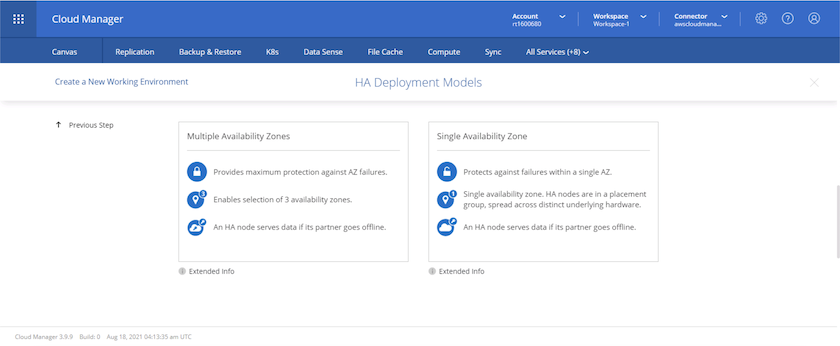 Cloud Manager
Account
rt1600680
Workspace
Workspace-1
Connector
awscloudmana...
Canvas
Replication
Backup & Restore
K8s
Data Sense
File Cache
Compute
Sync
All Services (+8)
Create a New Working Environment
HA Deployment Models
Previous Step
Multiple Availability Zones
Provides maximum protection against AZ failures.
3
Enables selection of 3 availability zones.
An HA node serves data if its partner goes offline.
Extended Info
Single Availability Zone
Protects against failures within a single AZ.
1
Single availability zone. HA nodes are in a placement
group, spread across distinct underlying hardware.
An HA node serves data if its partner goes offline.
Extended Info
Cloud Manager 3.9.9 Build: 0 Aug 18, 2021 04:13:35 am UTC